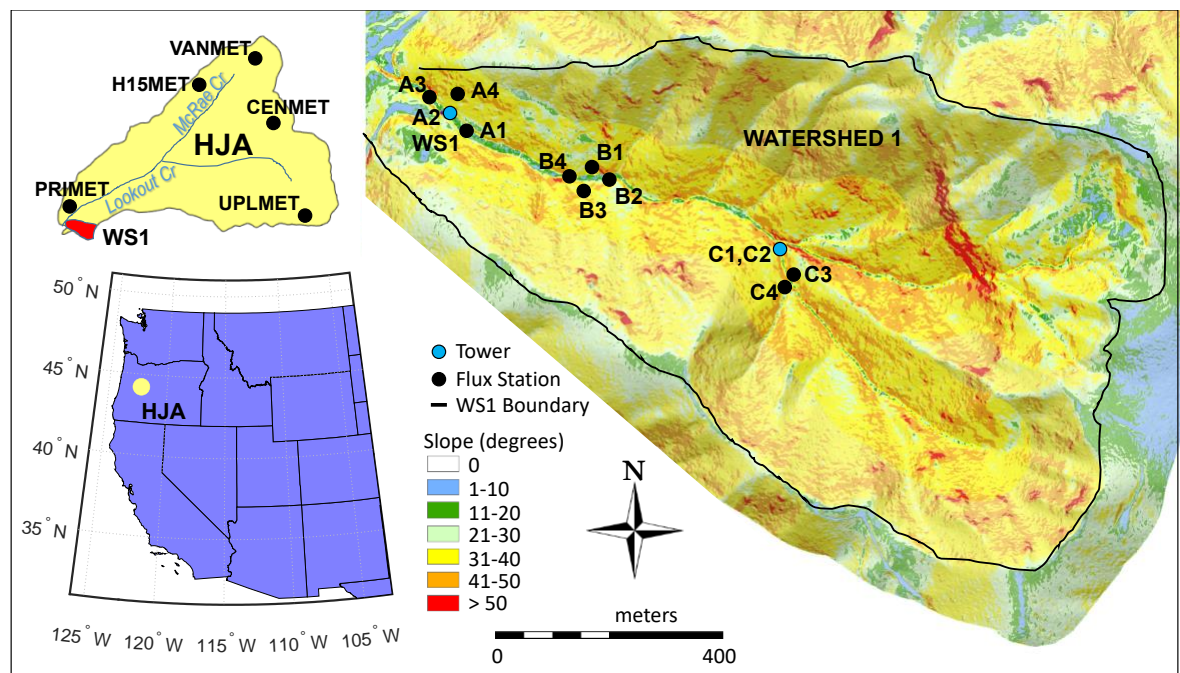 VANMET
H15MET
McRae Cr.
CENMET
HJA
PRIMET
Lookout Cr
UPLMET
WS1
50° N
45° N
40° N
35° N
HJA
125° W
120° W
115° W
110° W
105° W
A3
A4
A2
WS1
A1
B4
B1
B2
B3
WATERSHED 1
C1,C2
C3
C4
Tower
Flux Station
WS1 Boundary
Slope (degrees)
0
1-10
11-20
21-30
31-40
41-50
> 50
N
meters
0
400